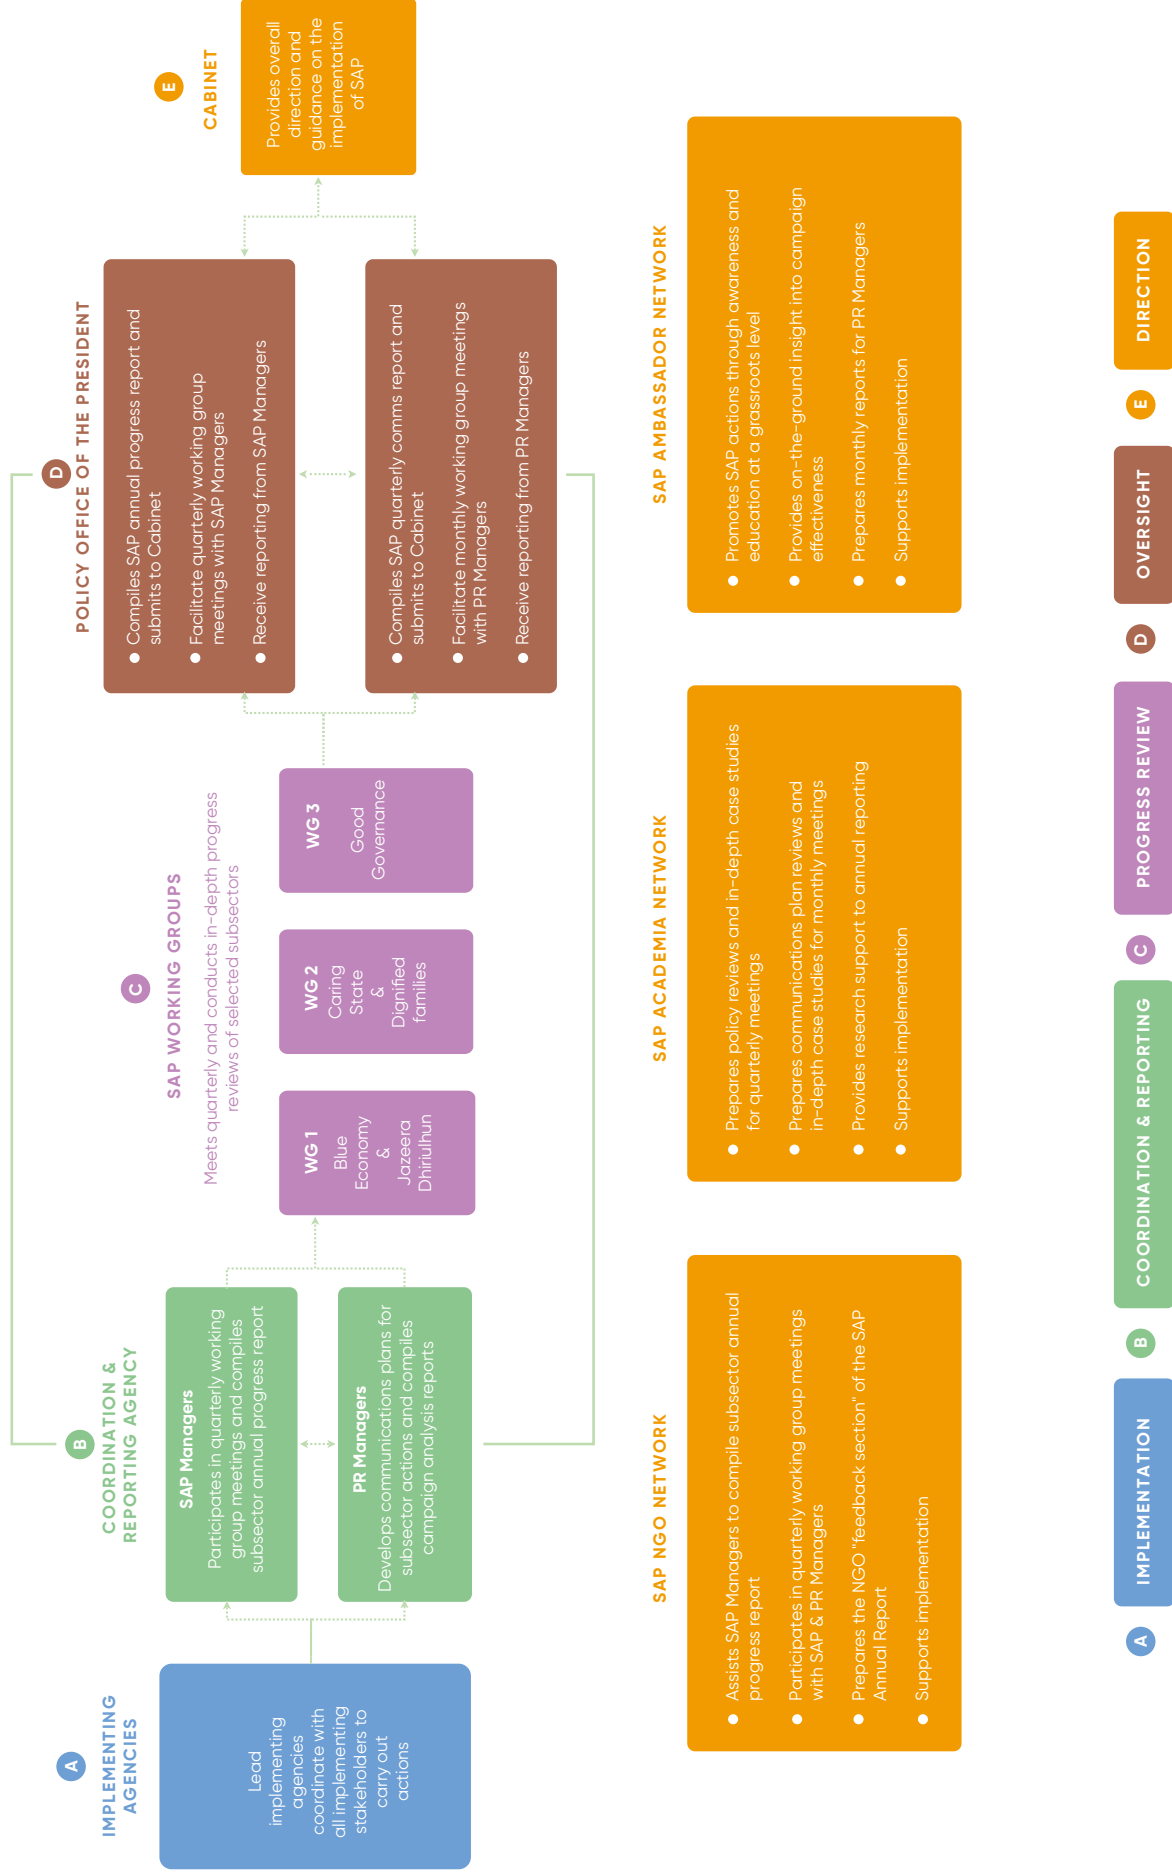 A
IMPLEMENTING
AGENCIES
Lead
implementing
agencies
coordinate with
all implementing
stakeholders to
carry out
actions
B
COORDINATION &
REPORTING AGENCY
SAP Managers
Participates in quarterly working
group meetings and compiles
subsector annual progress report
PR Managers
Develops communications plans for
subsector actions and compiles
campaign analysis reports
C
SAP WORKING GROUPS
Meets quarterly and conducts in-depth progress
reviews of selected subsectors
WG 1
Blue
Economy
&
Jazeera
Dhiriulhun
WG 2
Caring
State
&
Dignified
families
WG 3
Good
Governance
D
POLICY OFFICE OF THE PRESIDENT
● Compiles SAP annual progress report and
submits to Cabinet
● Facilitate quarterly working group
meetings with SAP Managers
● Receive reporting from SAP Managers
● Compiles SAP quarterly comms report and
submits to Cabinet
● Facilitate monthly working group meetings
with PR Managers
● Receive reporting from PR Managers
E
CABINET
Provides overall
direction and
guidance on the
implementation
of SAP
SAP NGO NETWORK
● Assists SAP Managers to compile subsector annual
progress report
● Participates in quarterly working group meetings
with SAP & PR Managers
● Prepares the NGO "feedback section" of the SAP
Annual Report
● Supports implementation
SAP ACADEMIA NETWORK
● Prepares policy reviews and in-depth case studies
for quarterly meetings
● Prepares communications plan reviews and
in-depth case studies for monthly meetings
● Provides research support to annual reporting
● Supports implementation
SAP AMBASSADOR NETWORK
● Promotes SAP actions through awareness and
education at a grassroots level
● Provides on-the-ground insight into campaign
effectiveness
● Prepares monthly reports for PR Managers
● Supports implementation
A IMPLEMENTATION
B COORDINATION & REPORTING
C PROGRESS REVIEW
D OVERSIGHT
E DIRECTION